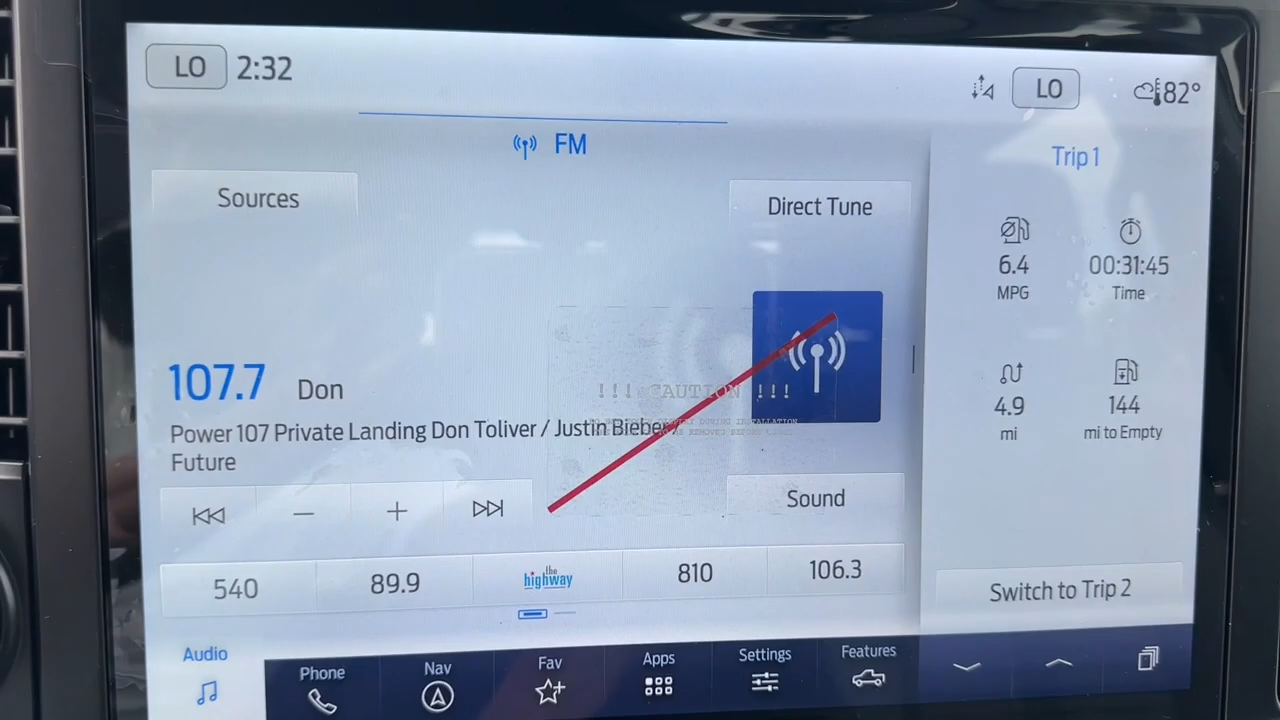 LO 2:32
LO 82°
FM
Trip 1
Sources
Direct Tune
6.4
MPG
00:31:45
Time
107.7 Don
Power 107 Private Landing Don Toliver / Justin Bieber
Future
!!! CAUTION !!!
DURING INSTALLATION
4.9
mi
144
mi to Empty
Sound
540
89.9
the
highway
810
106.3
Switch to Trip 2
Audio
Phone
Nav
Fav
Apps
Settings
Features